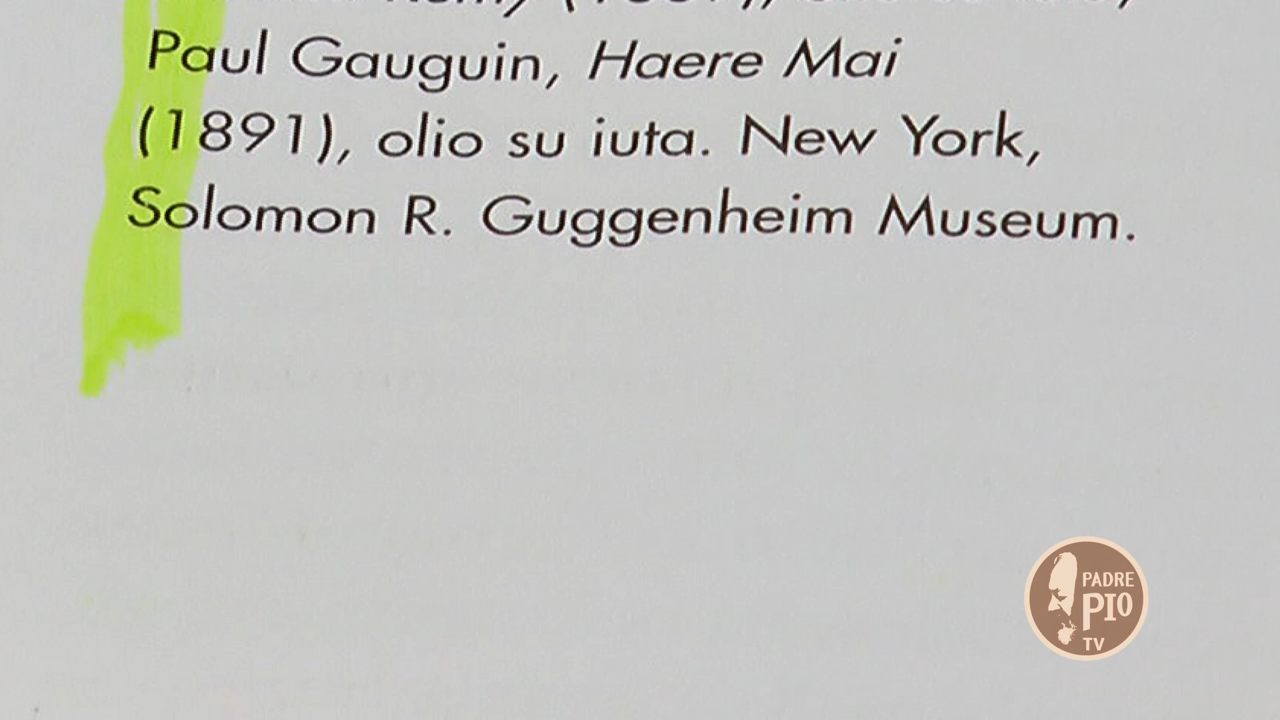 Paul Gauguin, Haere Mai
(1891), olio su iuta. New York,
Solomon R. Guggenheim Museum.
PADRE
PIO
TV